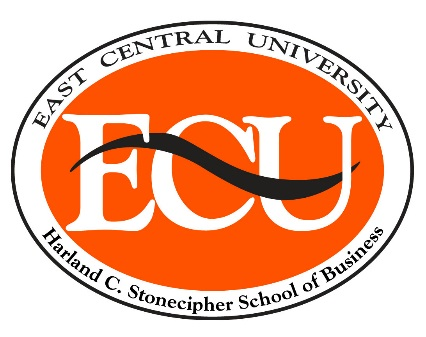 EAST CENTRAL UNIVERSITY
ECU
Harland C. Stonecipher School of Business